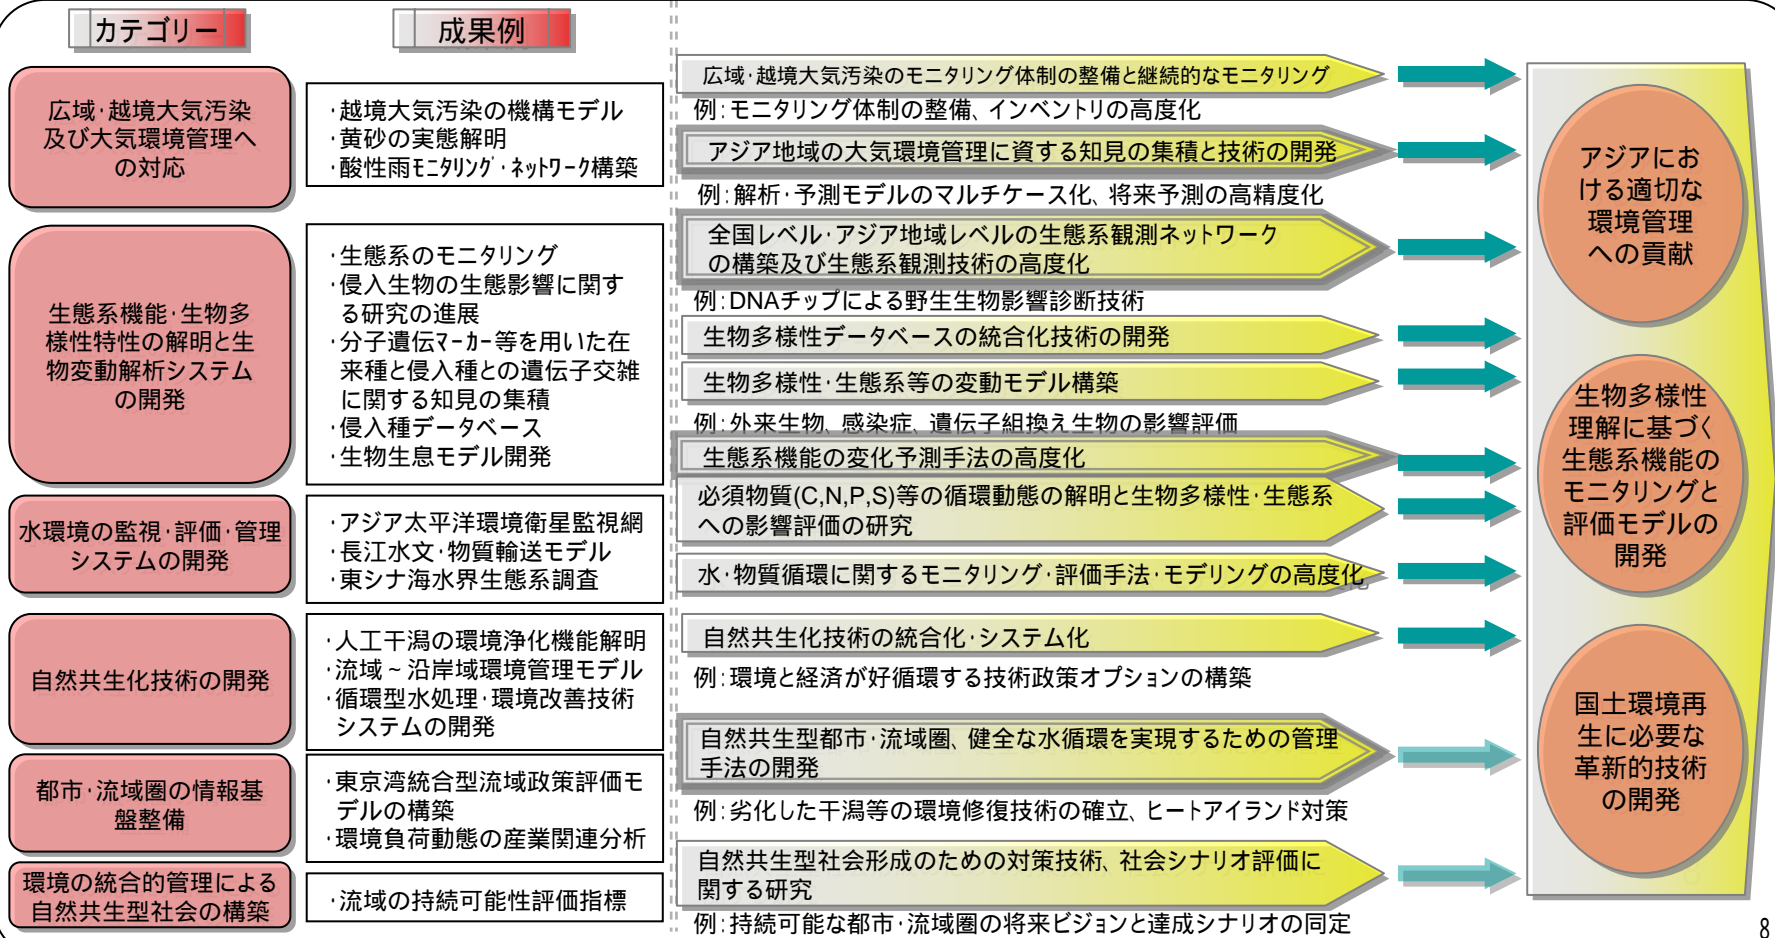 カテゴリー
成果例
広域･越境大気汚染
及び大気環境管理へ
の対応
･越境大気汚染の機構モデル
･黄砂の実態解明
･酸性雨ﾓﾆﾀﾘﾝｸﾞ･ﾈｯﾄﾜｰｸ構築
生態系機能･生物多
様性特性の解明と生
物変動解析システム
の開発
･生態系のモニタリング
･侵入生物の生態影響に関す
る研究の進展
･分子遺伝ﾏｰｶｰ等を用いた在
来種と侵入種との遺伝子交雑
に関する知見の集積
･侵入種データベース
･生物生息モデル開発
水環境の監視･評価･管理
システムの開発
･アジア太平洋環境衛星監視網
･長江水文･物質輸送モデル
･東シナ海水界生態系調査
自然共生化技術の開発
･人工干潟の環境浄化機能解明
･流域～沿岸域環境管理モデル
･循環型水処理･環境改善技術
システムの開発
都市･流域圏の情報基
盤整備
･東京湾統合型流域政策評価モ
デルの構築
･環境負荷動態の産業関連分析
環境の統合的管理による
自然共生型社会の構築
･流域の持続可能性評価指標
広域･越境大気汚染のモニタリング体制の整備と継続的なモニタリング
例：モニタリング体制の整備、インベントリの高度化
アジア地域の大気環境管理に資する知見の集積と技術の開発
例：解析･予測モデルのマルチケース化、将来予測の高精度化
全国レベル･アジア地域レベルの生態系観測ネットワーク
の構築及び生態系観測技術の高度化
例：DNAチップによる野生生物影響診断技術
生物多様性データベースの統合化技術の開発
生物多様性･生態系等の変動モデル構築
例：外来生物、感染症、遺伝子組換え生物の影響評価
生態系機能の変化予測手法の高度化
必須物質(C,N,P,S)等の循環動態の解明と生物多様性･生態系
への影響評価の研究
水･物質循環に関するモニタリング･評価手法･モデリングの高度化
自然共生化技術の統合化･システム化
例：環境と経済が好循環する技術政策オプションの構築
自然共生型都市･流域圏、健全な水循環を実現するための管理
手法の開発
例：劣化した干潟等の環境修復技術の確立、ヒートアイランド対策
自然共生型社会形成のための対策技術、社会シナリオ評価に
関する研究
例：持続可能な都市･流域圏の将来ビジョンと達成シナリオの同定
アジアにお
ける適切な
環境管理
への貢献
生物多様性
理解に基づく
生態系機能の
モニタリングと
評価モデルの
開発
国土環境再
生に必要な
革新的技術
の開発
8